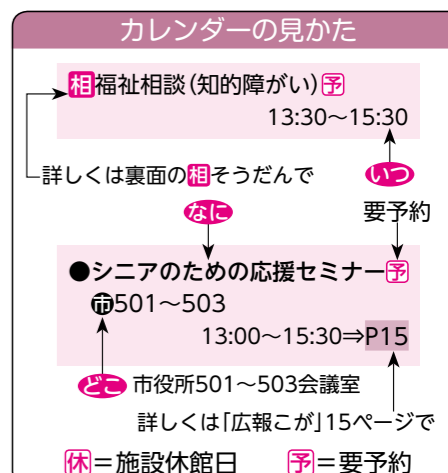 カレンダーの見かた
相福祉相談(知的障がい)予
13:30～15:30
詳しくは裏面の相そうだんで
いつ
なに
要予約
●シニアのための応援セミナー予
市501～503
13:00～15:30⇒P15
どこ 市役所501～503会議室
詳しくは「広報こが」15ページで
休=施設休館日 予=要予約